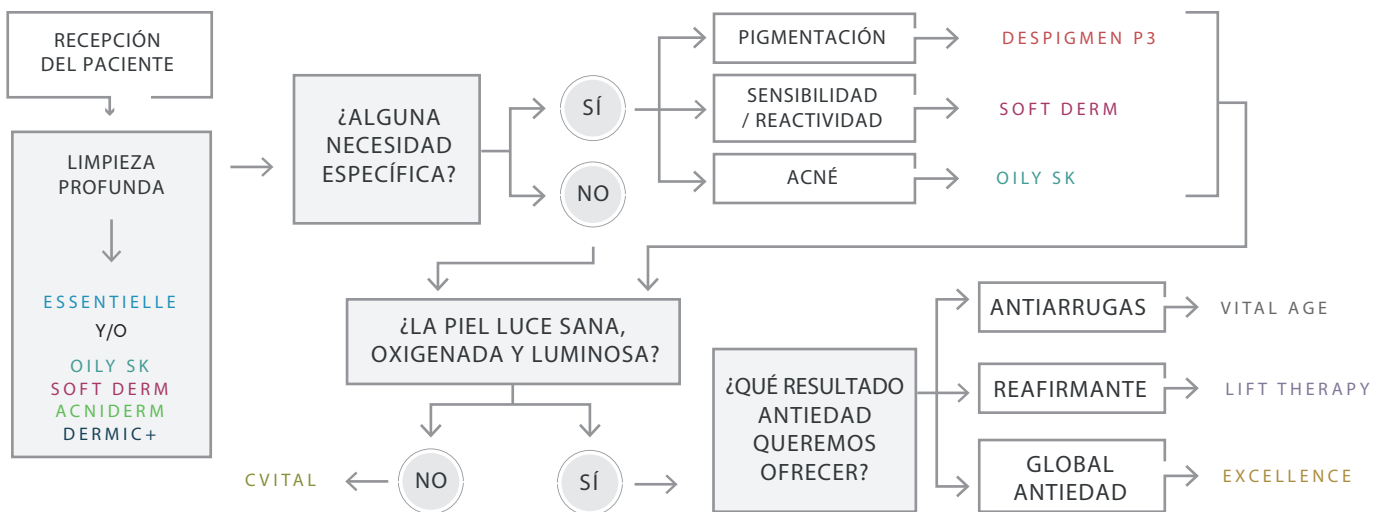 RECEPCIÓN
DEL PACIENTE
LIMPIEZA
PROFUNDA
ESSENTIELLE
Y/O
OILY SK
SOFT DERM
ACNIDERM
DERMIC+
¿ALGUNA
NECESIDAD
ESPECÍFICA?
SÍ
NO
PIGMENTACIÓN
DESPIGMEN P3
SENSIBILIDAD
/ REACTIVIDAD
SOFT DERM
ACNÉ
OILY SK
¿LA PIEL LUCE SANA,
OXIGENADA Y LUMINOSA?
NO
CVITAL
SÍ
¿QUÉ RESULTADO
ANTIEDAD
QUEREMOS
OFRECER?
ANTIARRUGAS
VITAL AGE
REAFIRMANTE
LIFT THERAPY
GLOBAL
ANTIEDAD
EXCELLENCE